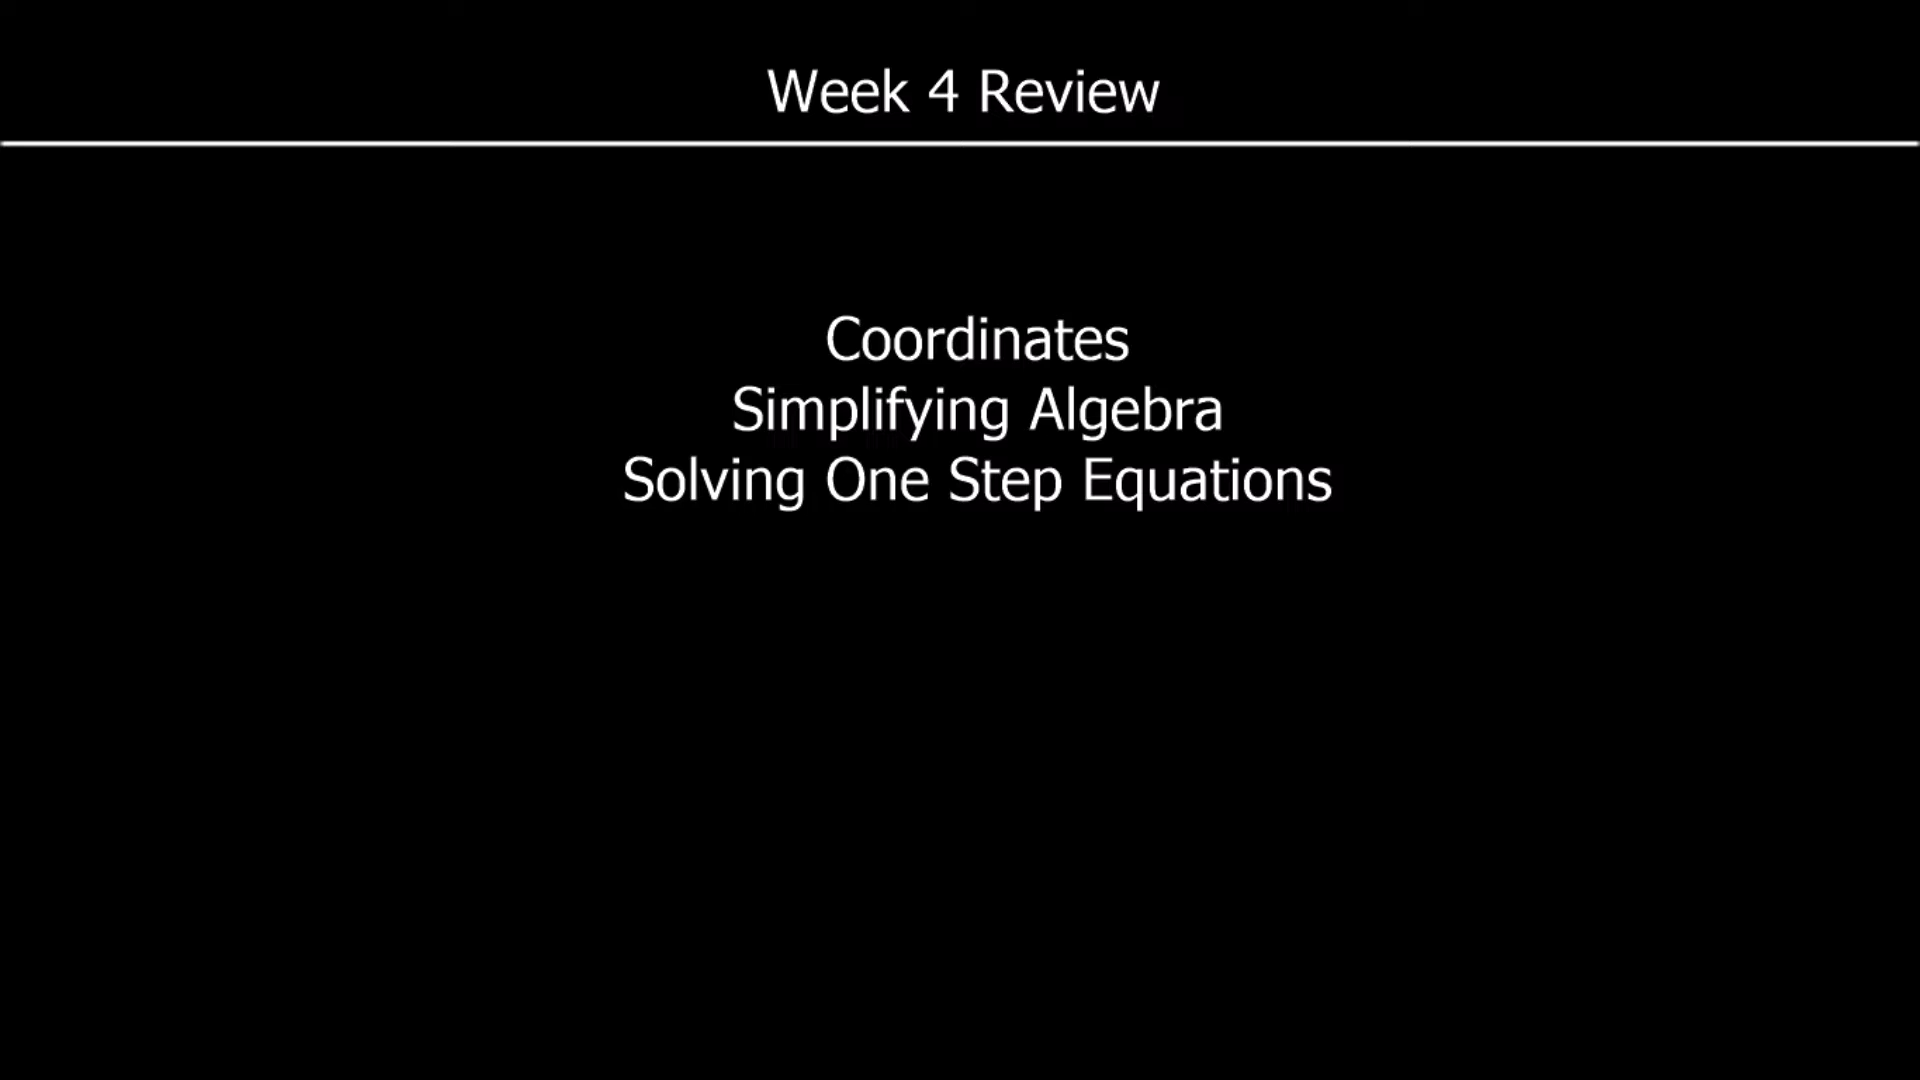 Week 4 Review
Coordinates
Simplifying Algebra
Solving One Step Equations